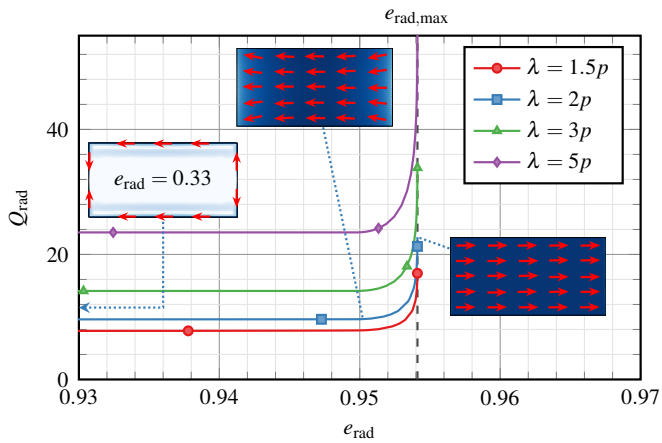 e_rad,max
60
40
20
0
Q_rad
λ = 1.5p
λ = 2p
λ = 3p
λ = 5p
e_rad = 0.33
0.93 0.94 0.95 0.96 0.97
e_rad